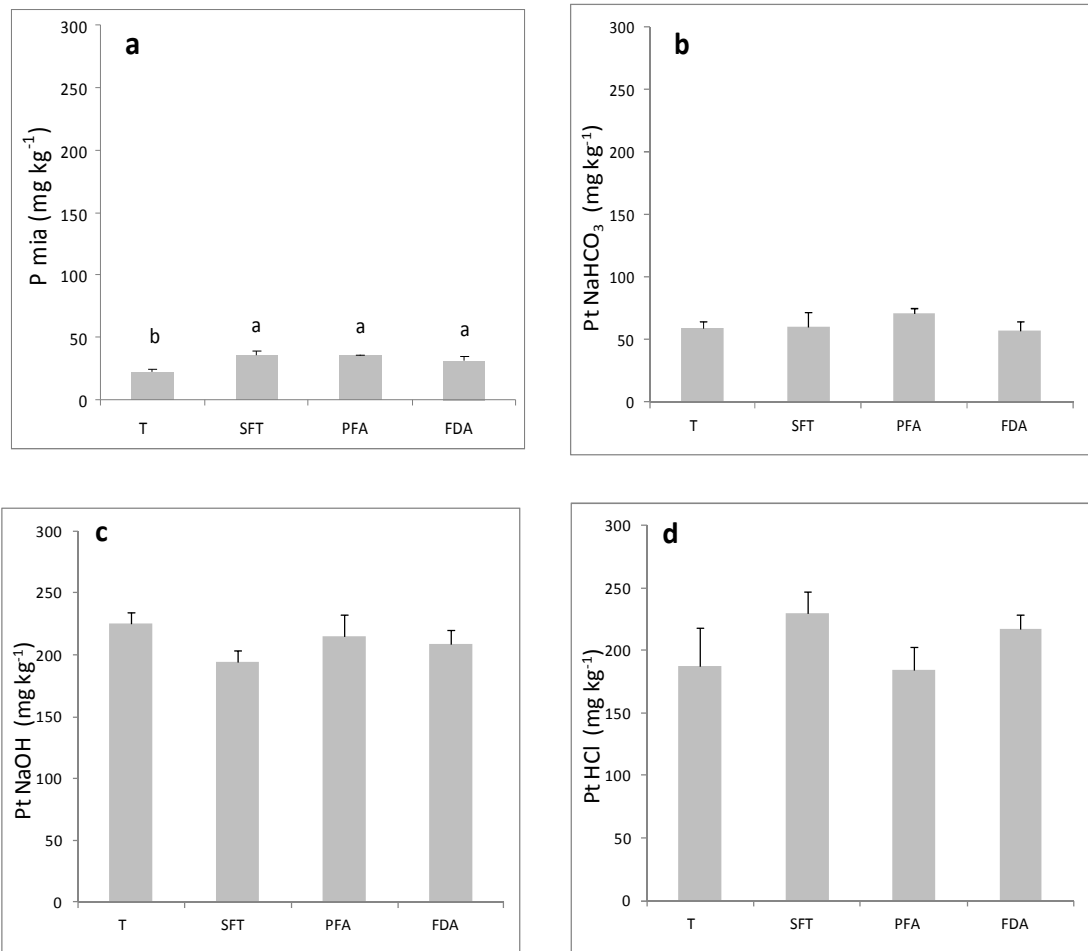 a
P mia (mg kg⁻¹)
300
250
200
150
100
50
0
b
a
a
a
T
SFT
PFA
FDA
b
Pt NaHCO₃ (mg kg⁻¹)
300
250
200
150
100
50
0
T
SFT
PFA
FDA
c
Pt NaOH (mg kg⁻¹)
300
250
200
150
100
50
0
T
SFT
PFA
FDA
d
Pt HCl (mg kg⁻¹)
300
250
200
150
100
50
0
T
SFT
PFA
FDA